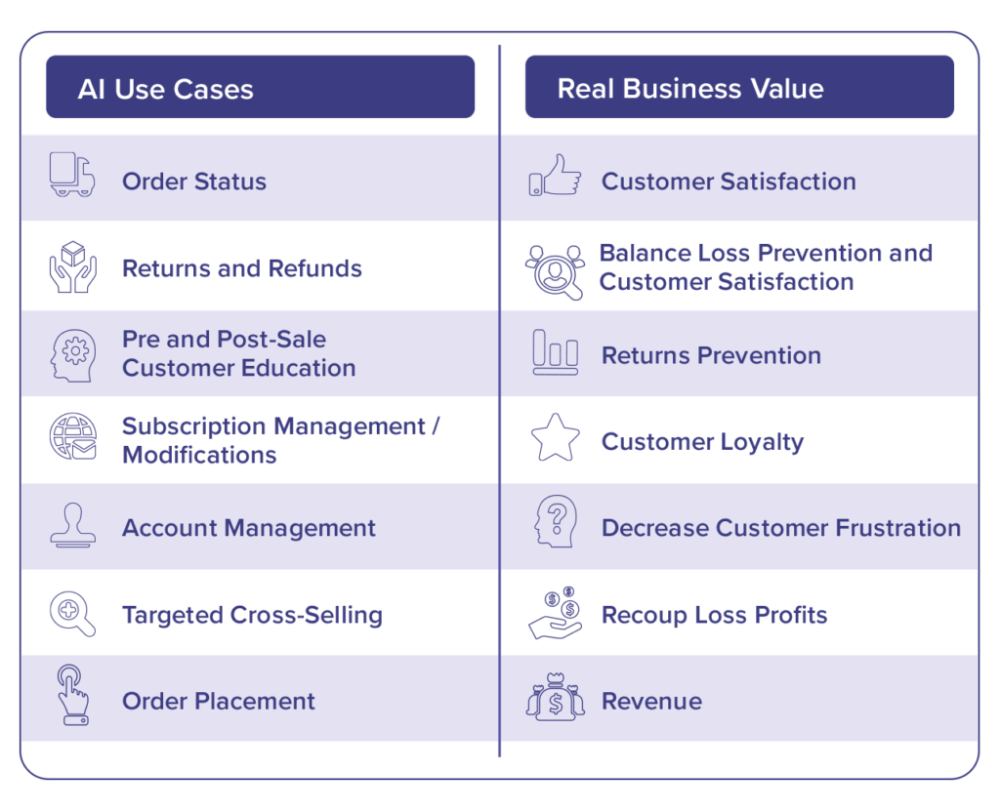 AI Use Cases
Real Business Value
Order Status
Customer Satisfaction
Returns and Refunds
Balance Loss Prevention and
Customer Satisfaction
Pre and Post-Sale
Customer Education
Returns Prevention
Subscription Management /
Modifications
Customer Loyalty
Account Management
?
Decrease Customer Frustration
Targeted Cross-Selling
$
$
$
Recoup Loss Profits
Order Placement
$
Revenue